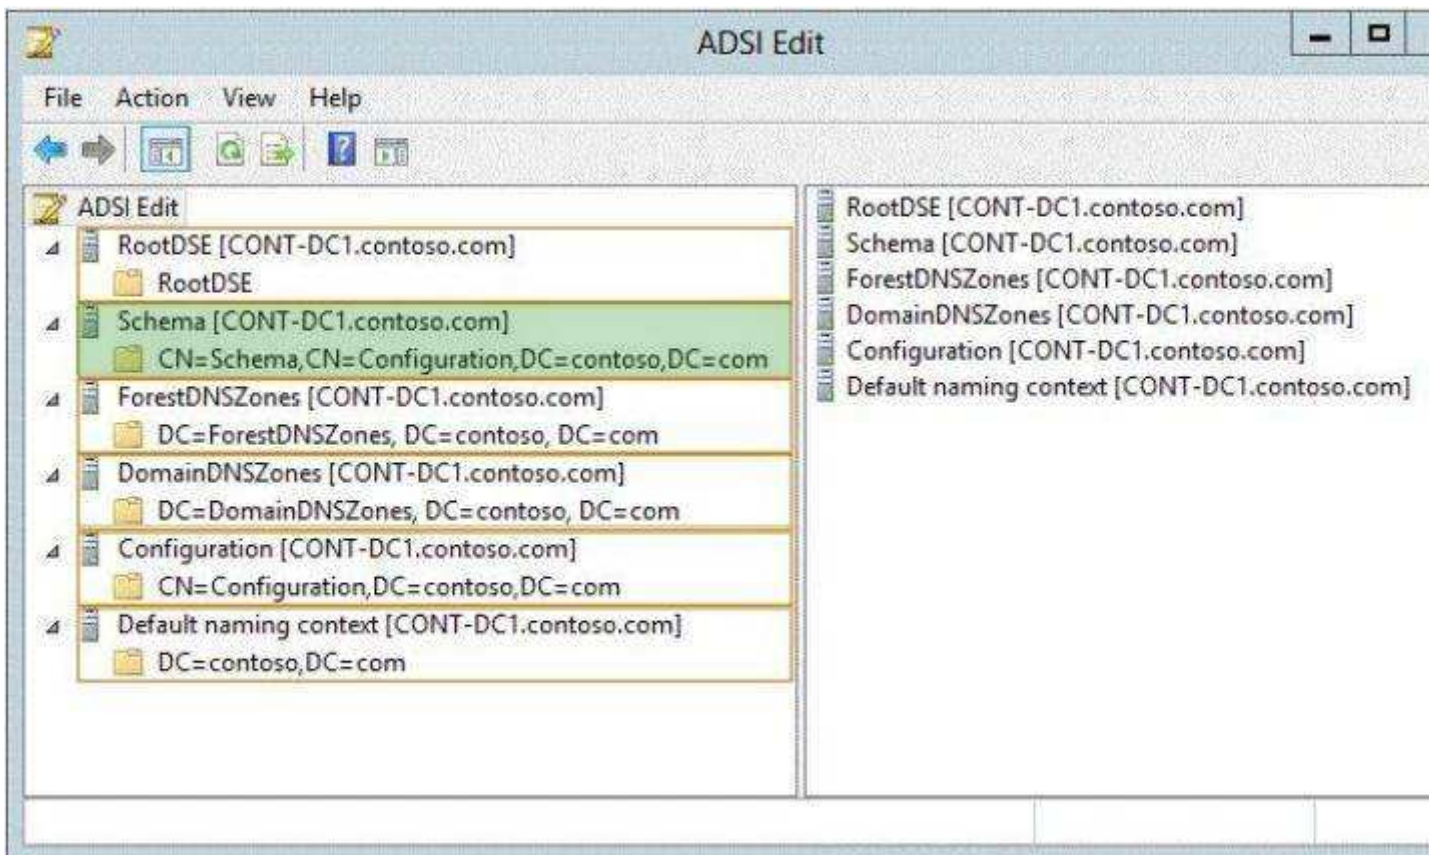 ADSI Edit
File Action View Help
ADSI Edit
RootDSE [CONT-DC1.contoso.com]
RootDSE
Schema [CONT-DC1.contoso.com]
CN=Schema,CN=Configuration,DC=contoso,DC=com
ForestDNSZones [CONT-DC1.contoso.com]
DC=ForestDNSZones, DC=contoso, DC=com
DomainDNSZones [CONT-DC1.contoso.com]
DC=DomainDNSZones, DC=contoso, DC=com
Configuration [CONT-DC1.contoso.com]
CN=Configuration,DC=contoso,DC=com
Default naming context [CONT-DC1.contoso.com]
DC=contoso,DC=com
RootDSE [CONT-DC1.contoso.com]
Schema [CONT-DC1.contoso.com]
ForestDNSZones [CONT-DC1.contoso.com]
DomainDNSZones [CONT-DC1.contoso.com]
Configuration [CONT-DC1.contoso.com]
Default naming context [CONT-DC1.contoso.com]